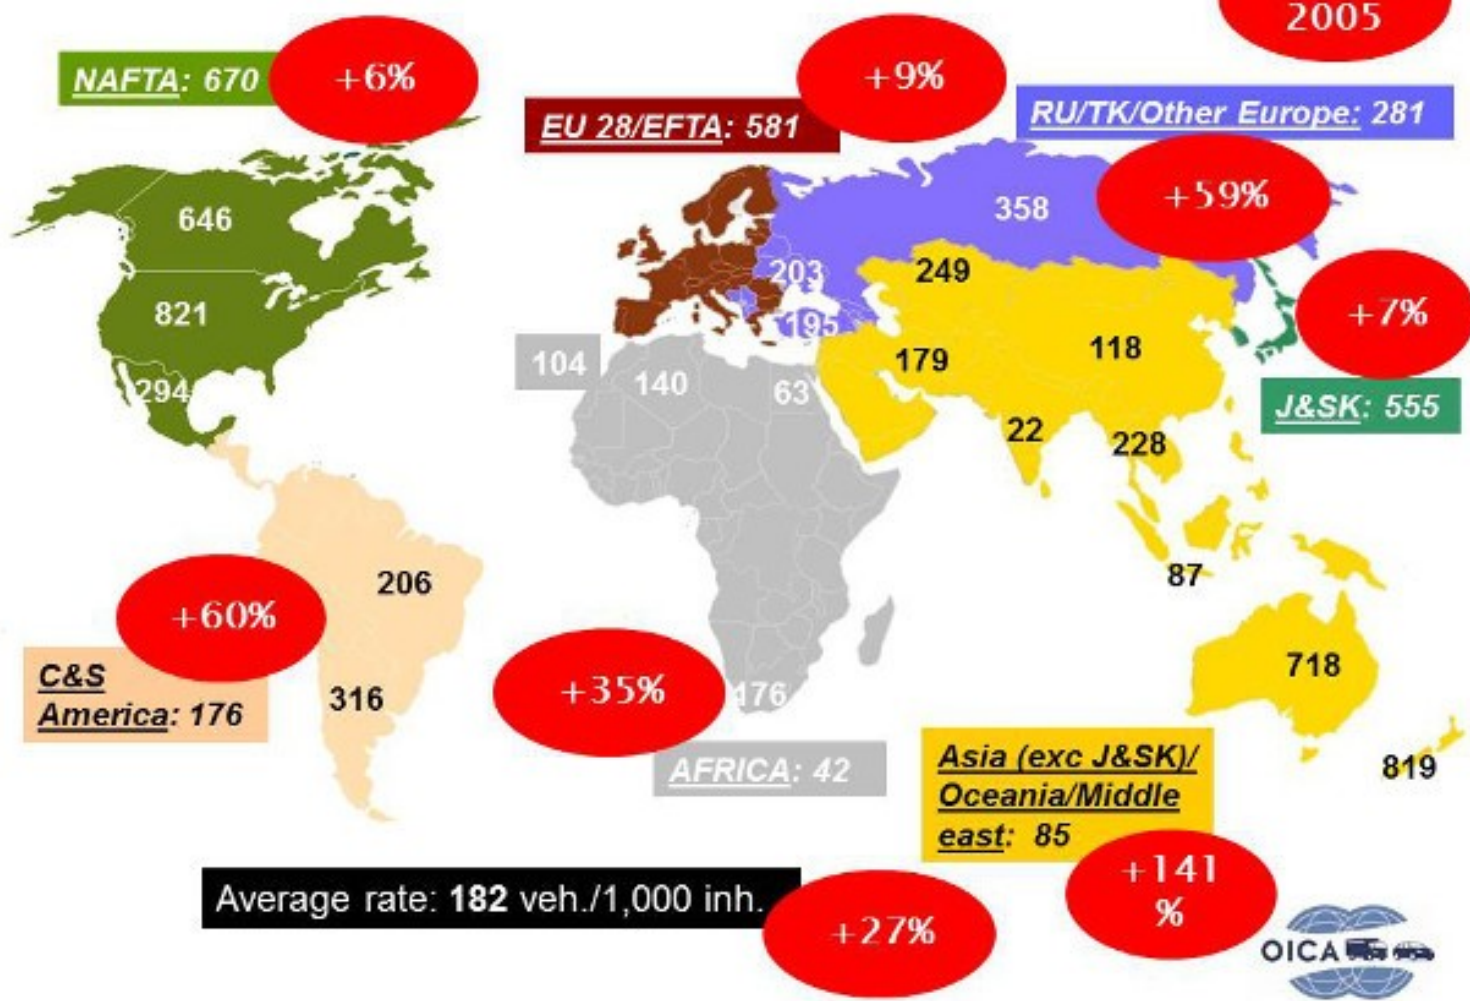 2005
NAFTA: 670
+6%
+9%
EU 28/EFTA: 581
RU/TK/Other Europe: 281
+59%
646
358
203
249
+7%
821
195
104
140
63
179
118
294
J&SK: 555
22
228
206
87
+60%
C&S
America: 176
316
+35%
176
718
AFRICA: 42
Asia (exc J&SK)/
Oceania/Middle
east: 85
819
+141
%
Average rate: 182 veh./1,000 inh.
+27%
OICA